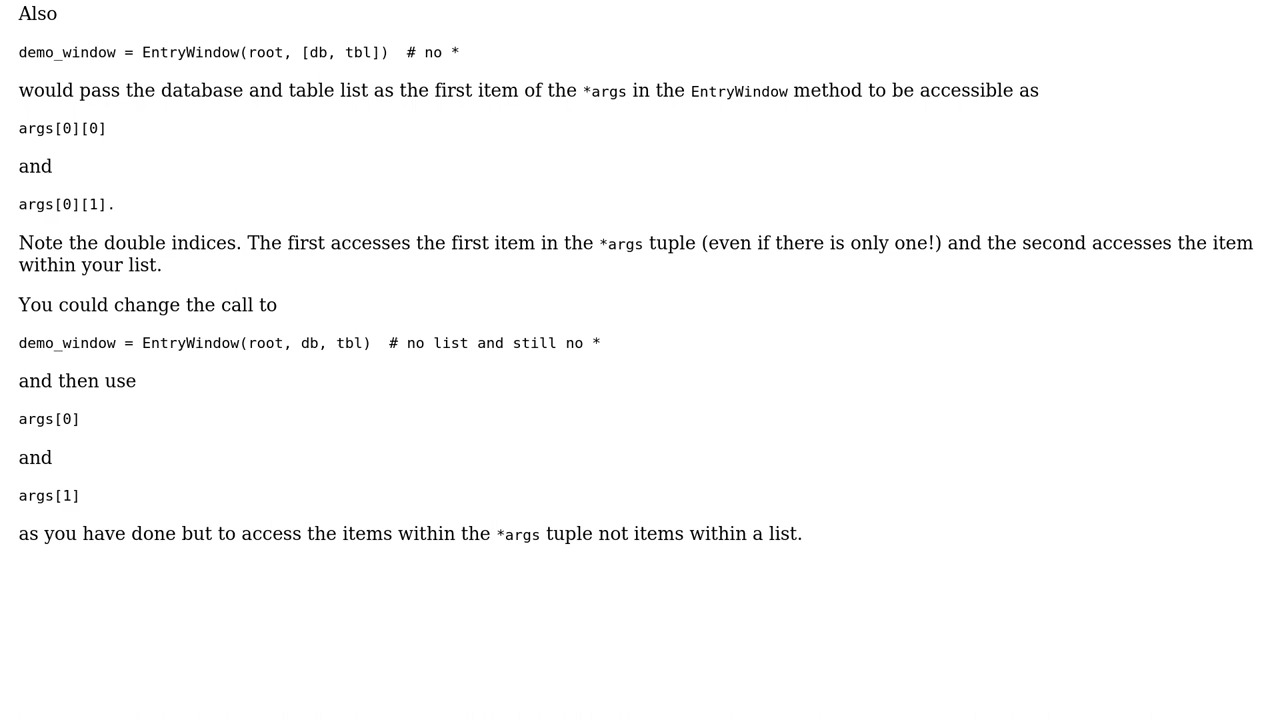 Also
demo_window = EntryWindow(root, [db, tbl])  # no *
would pass the database and table list as the first item of the *args in the EntryWindow method to be accessible as
args[0][0]
and
args[0][1].
Note the double indices. The first accesses the first item in the *args tuple (even if there is only one!) and the second accesses the item
within your list.
You could change the call to
demo_window = EntryWindow(root, db, tbl)  # no list and still no *
and then use
args[0]
and
args[1]
as you have done but to access the items within the *args tuple not items within a list.